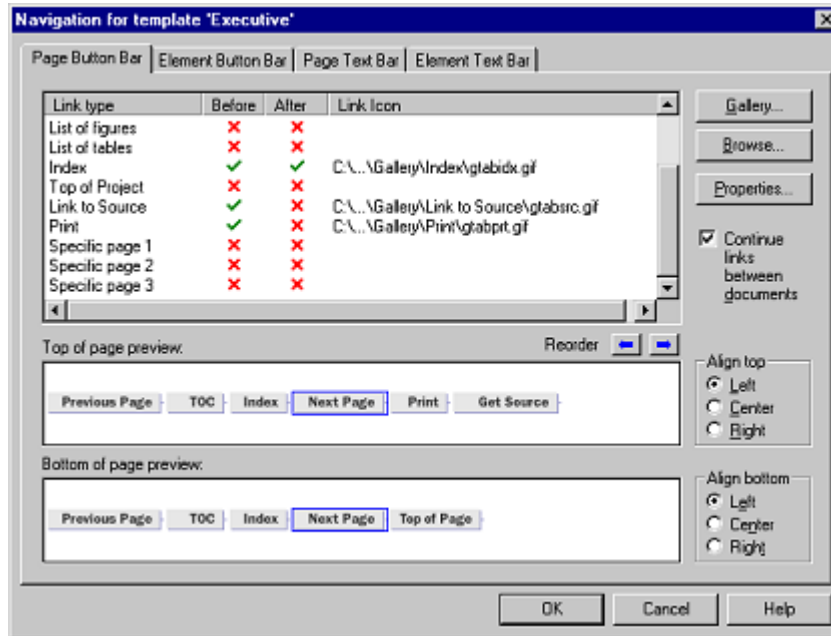 Navigation for template 'Executive'
Page Button Bar Element Button Bar Page Text Bar Element Text Bar
Link type Before After Link Icon
List of figures
List of tables
Index C:\...\Gallery\Index\gtabidx.gif
Top of Project
Link to Source C:\...\Gallery\Link to Source\gtabsrc.gif
Print C:\...\Gallery\Print\gtabprt.gif
Specific page 1
Specific page 2
Specific page 3
Gallery...
Browse...
Properties...
Continue
links
between
documents
Top of page preview:
Reorder
Previous Page TOC Index Next Page Print Get Source
Align top
Left
Center
Right
Bottom of page preview:
Previous Page TOC Index Next Page Top of Page
Align bottom
Left
Center
Right
OK Cancel Help